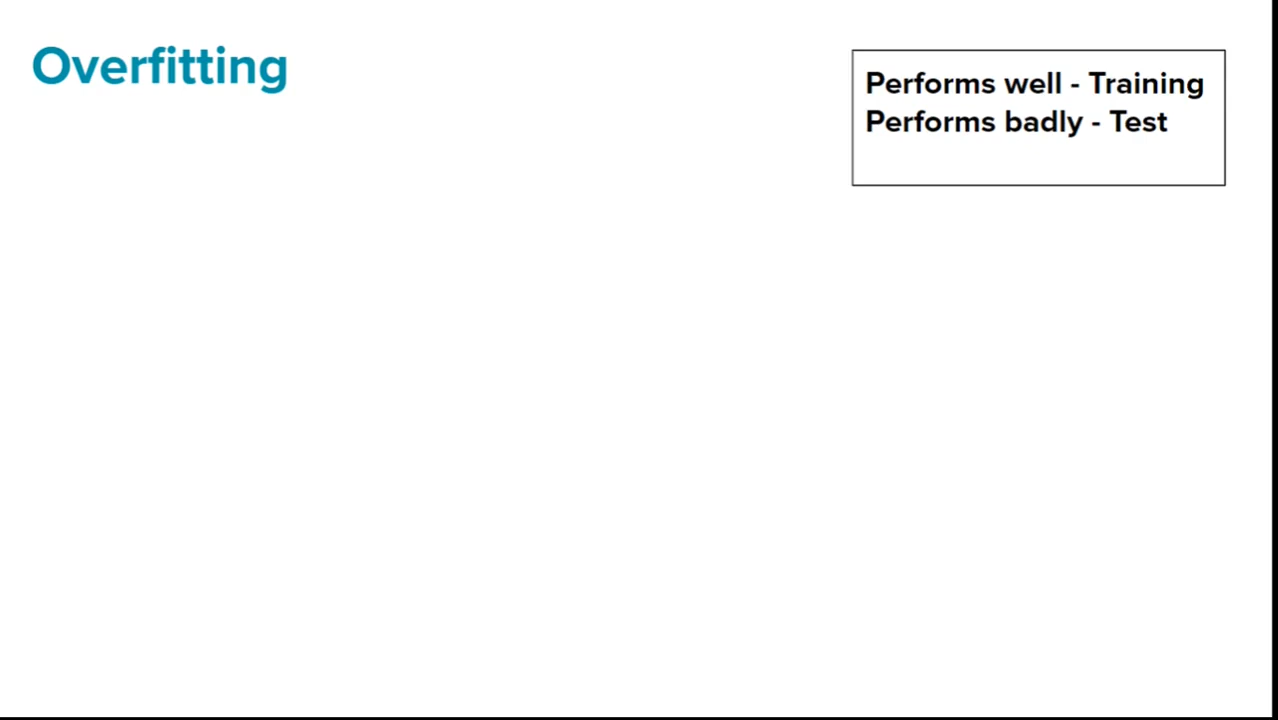 Overfitting
Performs well - Training
Performs badly - Test